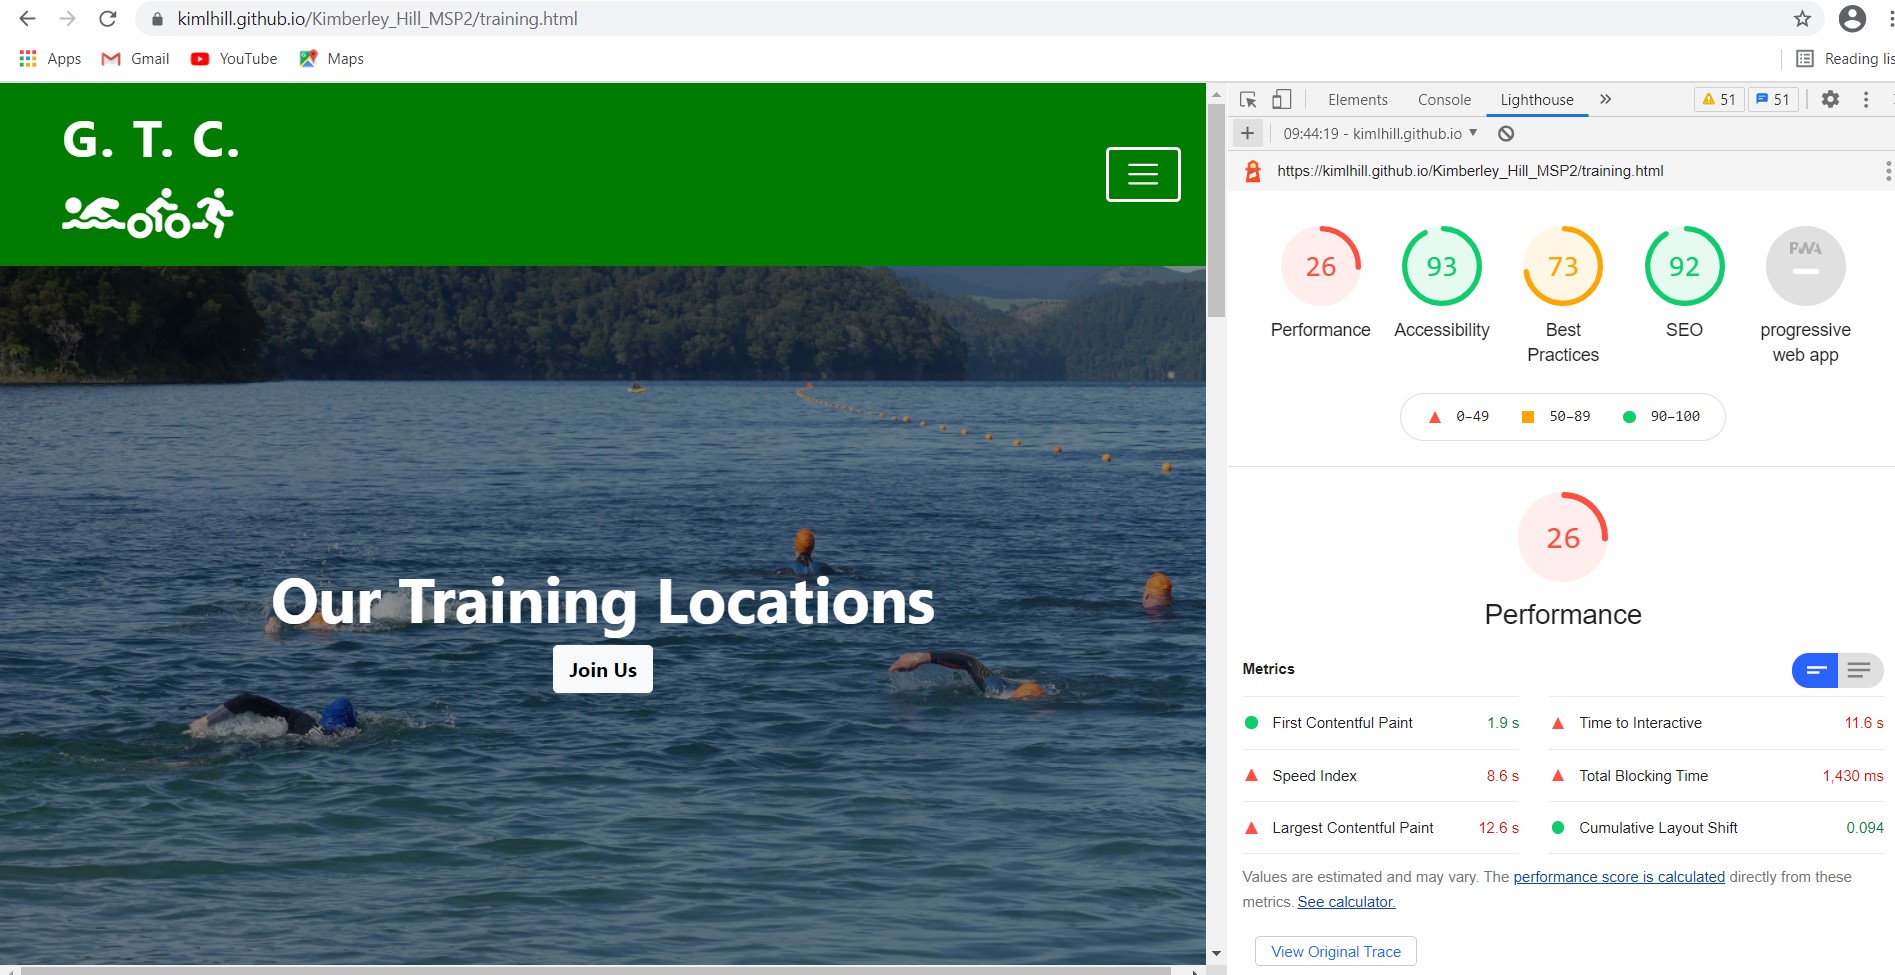 kimlhill.github.io/Kimberley_Hill_MSP2/training.html
Apps Gmail YouTube Maps
Reading lis
G. T. C.
Our Training Locations
Join Us
Elements Console Lighthouse 51 51
09:44:19 - kimlhill.github.io
https://kimlhill.github.io/Kimberley_Hill_MSP2/training.html
26 93 73 92 PWA
Performance Accessibility Best Practices SEO progressive web app
0–49 50–89 90–100
26
Performance
Metrics
First Contentful Paint 1.9 s
Time to Interactive 11.6 s
Speed Index 8.6 s
Total Blocking Time 1,430 ms
Largest Contentful Paint 12.6 s
Cumulative Layout Shift 0.094
Values are estimated and may vary. The performance score is calculated directly from these
metrics. See calculator.
View Original Trace